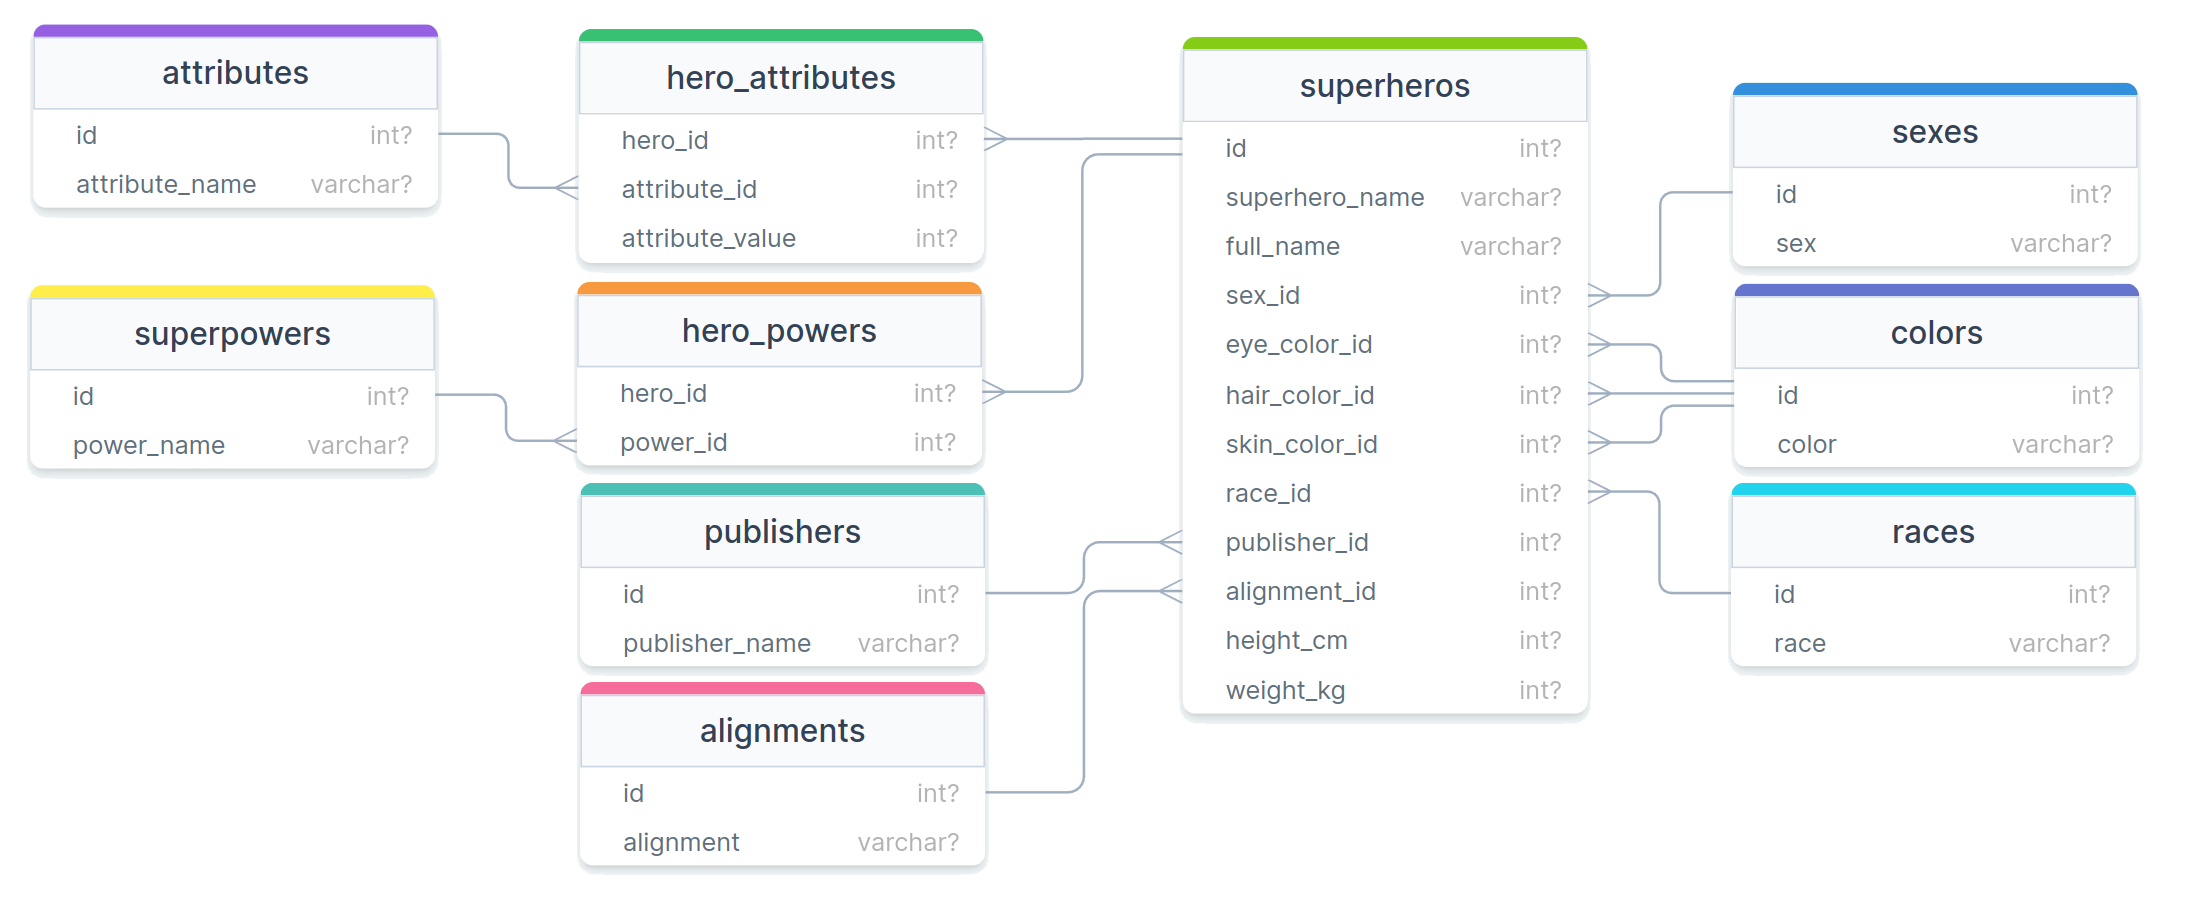 attributes
id int?
attribute_name varchar?
superpowers
id int?
power_name varchar?
hero_attributes
hero_id int?
attribute_id int?
attribute_value int?
hero_powers
hero_id int?
power_id int?
publishers
id int?
publisher_name varchar?
alignments
id int?
alignment varchar?
superheros
id int?
superhero_name varchar?
full_name varchar?
sex_id int?
eye_color_id int?
hair_color_id int?
skin_color_id int?
race_id int?
publisher_id int?
alignment_id int?
height_cm int?
weight_kg int?
sexes
id int?
sex varchar?
colors
id int?
color varchar?
races
id int?
race varchar?